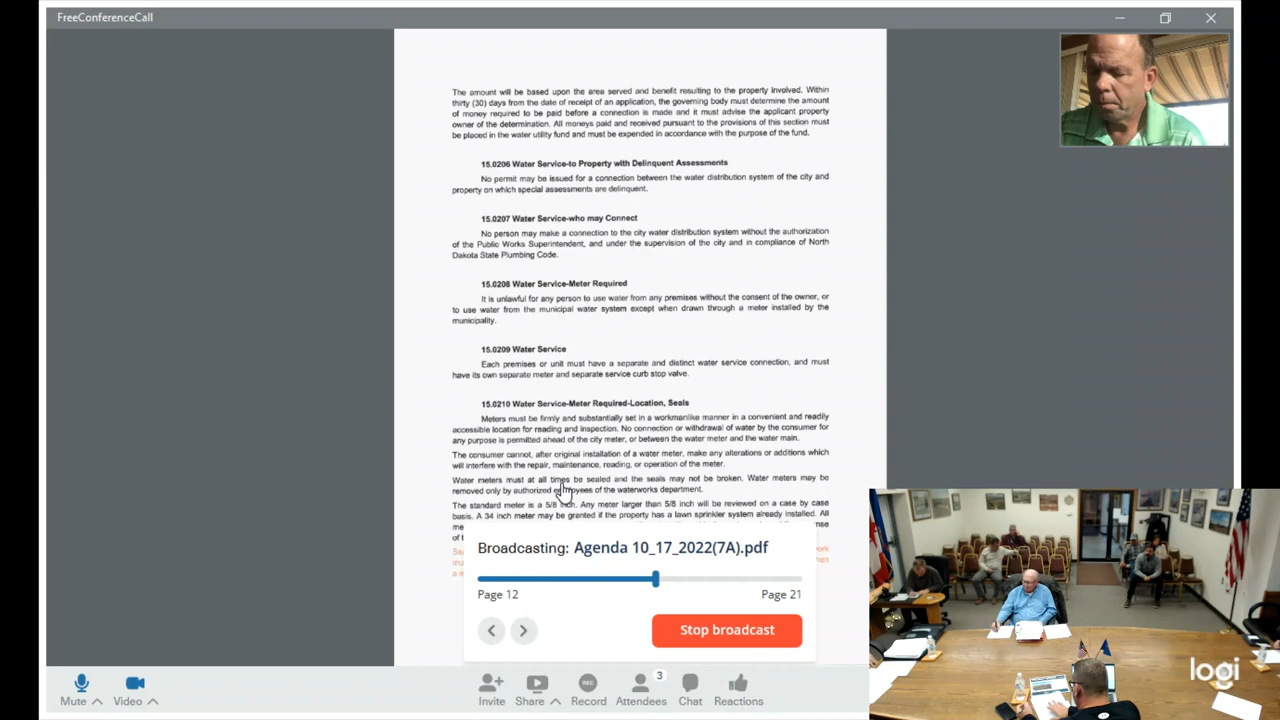 FreeConferenceCall
The amount will be based upon the area served and benefit resulting to the property involved. Within
thirty (30) days from the date of receipt of an application, the governing body must determine the amount
of money required to be paid before a connection is made and it must advise the applicant property
owner of the determination. All moneys paid and received pursuant to the provisions of this section must
be placed in the water utility fund and must be expended in accordance with the purpose of the fund.
15.0206 Water Service-to Property with Delinquent Assessments
No permit may be issued for a connection between the water distribution system of the city and
property on which special assessments are delinquent.
15.0207 Water Service-who may Connect
No person may make a connection to the city water distribution system without the authorization
of the Public Works Superintendent, and under the supervision of the city and in compliance of North
Dakota State Plumbing Code.
15.0208 Water Service-Meter Required
It is unlawful for any person to use water from any premises without the consent of the owner, or
to use water from the municipal water system except when drawn through a meter installed by the
municipality.
15.0209 Water Service
Each premises or unit must have a separate and distinct water service connection, and must
have its own separate meter and separate service curb stop valve.
15.0210 Water Service-Meter Required-Location, Seals
Meters must be firmly and substantially set in a workmanlike manner in a convenient and readily
accessible location for reading and inspection. No connection or withdrawal of water by the consumer for
any purpose is permitted ahead of the city meter, or between the water meter and the water main.
The consumer cannot, after original installation of a water meter, make any alterations or additions which
will interfere with the repair, maintenance, reading, or operation of the meter.
Water meters must at all times be sealed and the seals may not be broken. Water meters may be
removed only by authorized of the waterworks department.
The standard meter is a 5/8 inch. Any meter larger than 5/8 inch will be reviewed on a case by case
basis. A 34 inch meter may be granted if the property has a lawn sprinkler system already installed. All
Broadcasting: Agenda 10_17_2022(7A).pdf
Page 12
Page 21
Stop broadcast
Mute
Video
Invite
Share
REC
Record
3
Attendees
Chat
Reactions
logi